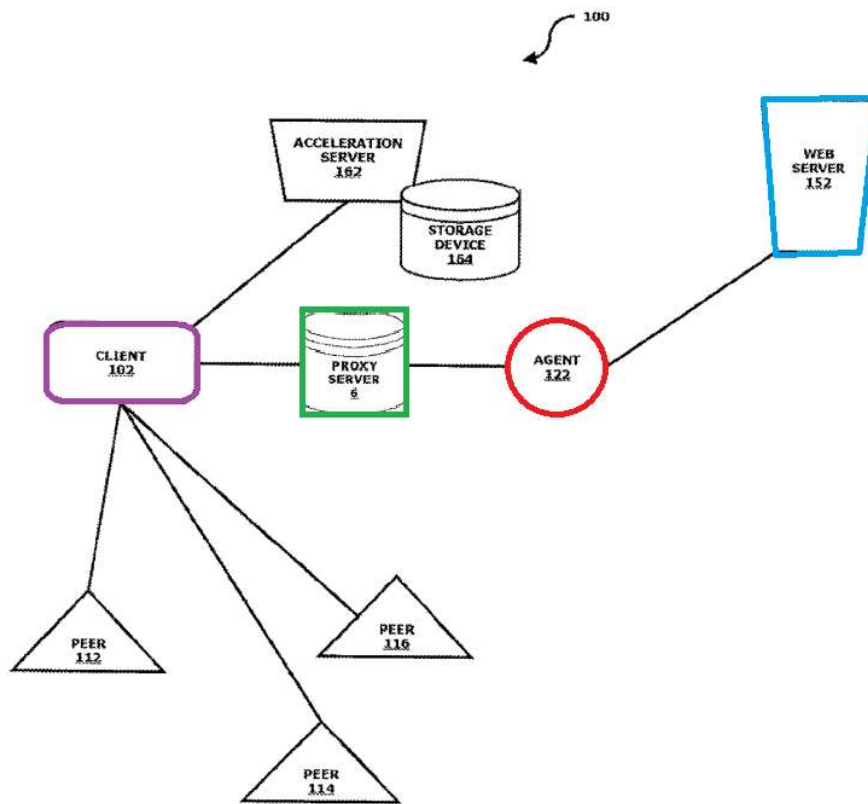 100
ACCELERATION
SERVER
162
WEB
SERVER
152
STORAGE
DEVICE
164
CLIENT
102
PROXY
SERVER
6
AGENT
122
PEER
112
PEER
116
PEER
114